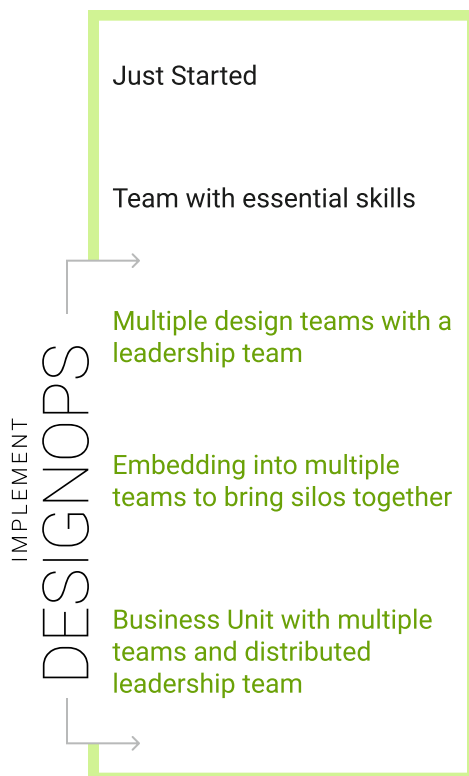 Just Started
Team with essential skills
IMPLEMENT
DESIGNOPS
Multiple design teams with a
leadership team
Embedding into multiple
teams to bring silos together
Business Unit with multiple
teams and distributed
leadership team